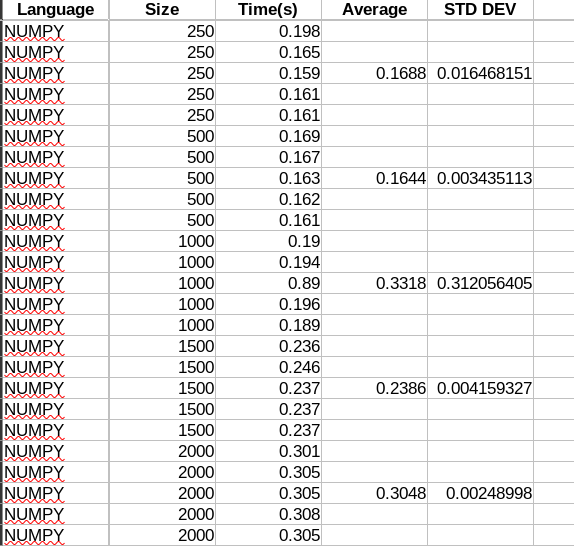 Language Size Time(s) Average STD DEV
NUMPY 250 0.198
NUMPY 250 0.165
NUMPY 250 0.159 0.1688 0.016468151
NUMPY 250 0.161
NUMPY 250 0.161
NUMPY 500 0.169
NUMPY 500 0.167
NUMPY 500 0.163 0.1644 0.003435113
NUMPY 500 0.162
NUMPY 500 0.161
NUMPY 1000 0.19
NUMPY 1000 0.194
NUMPY 1000 0.89 0.3318 0.312056405
NUMPY 1000 0.196
NUMPY 1000 0.189
NUMPY 1500 0.236
NUMPY 1500 0.246
NUMPY 1500 0.237 0.2386 0.004159327
NUMPY 1500 0.237
NUMPY 1500 0.237
NUMPY 2000 0.301
NUMPY 2000 0.305
NUMPY 2000 0.305 0.3048 0.00248998
NUMPY 2000 0.308
NUMPY 2000 0.305